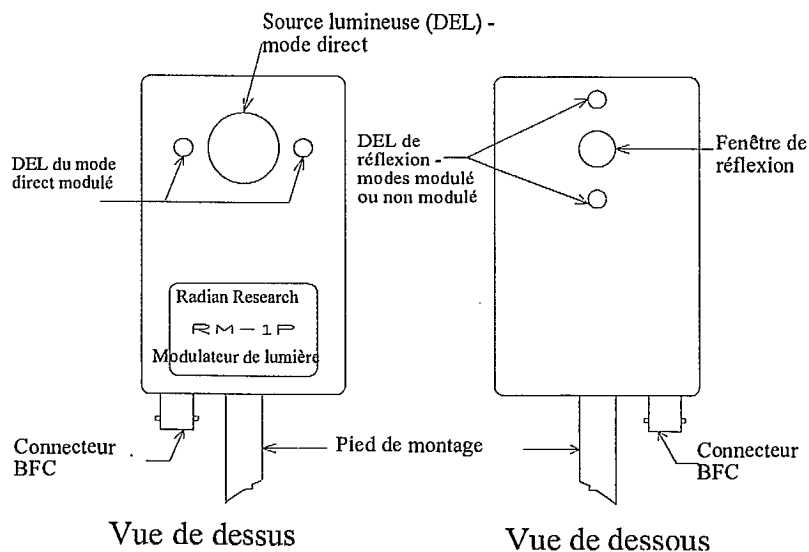 Source lumineuse (DEL) -
mode direct
DEL du mode
direct modulé
DEL de
réflexion -
modes modulé
ou non modulé
Fenêtre de
réflexion
Radian Research
RM-1P
Modulateur de lumière
Connecteur
BFC
Pied de montage
Connecteur
BFC
Vue de dessus
Vue de dessous